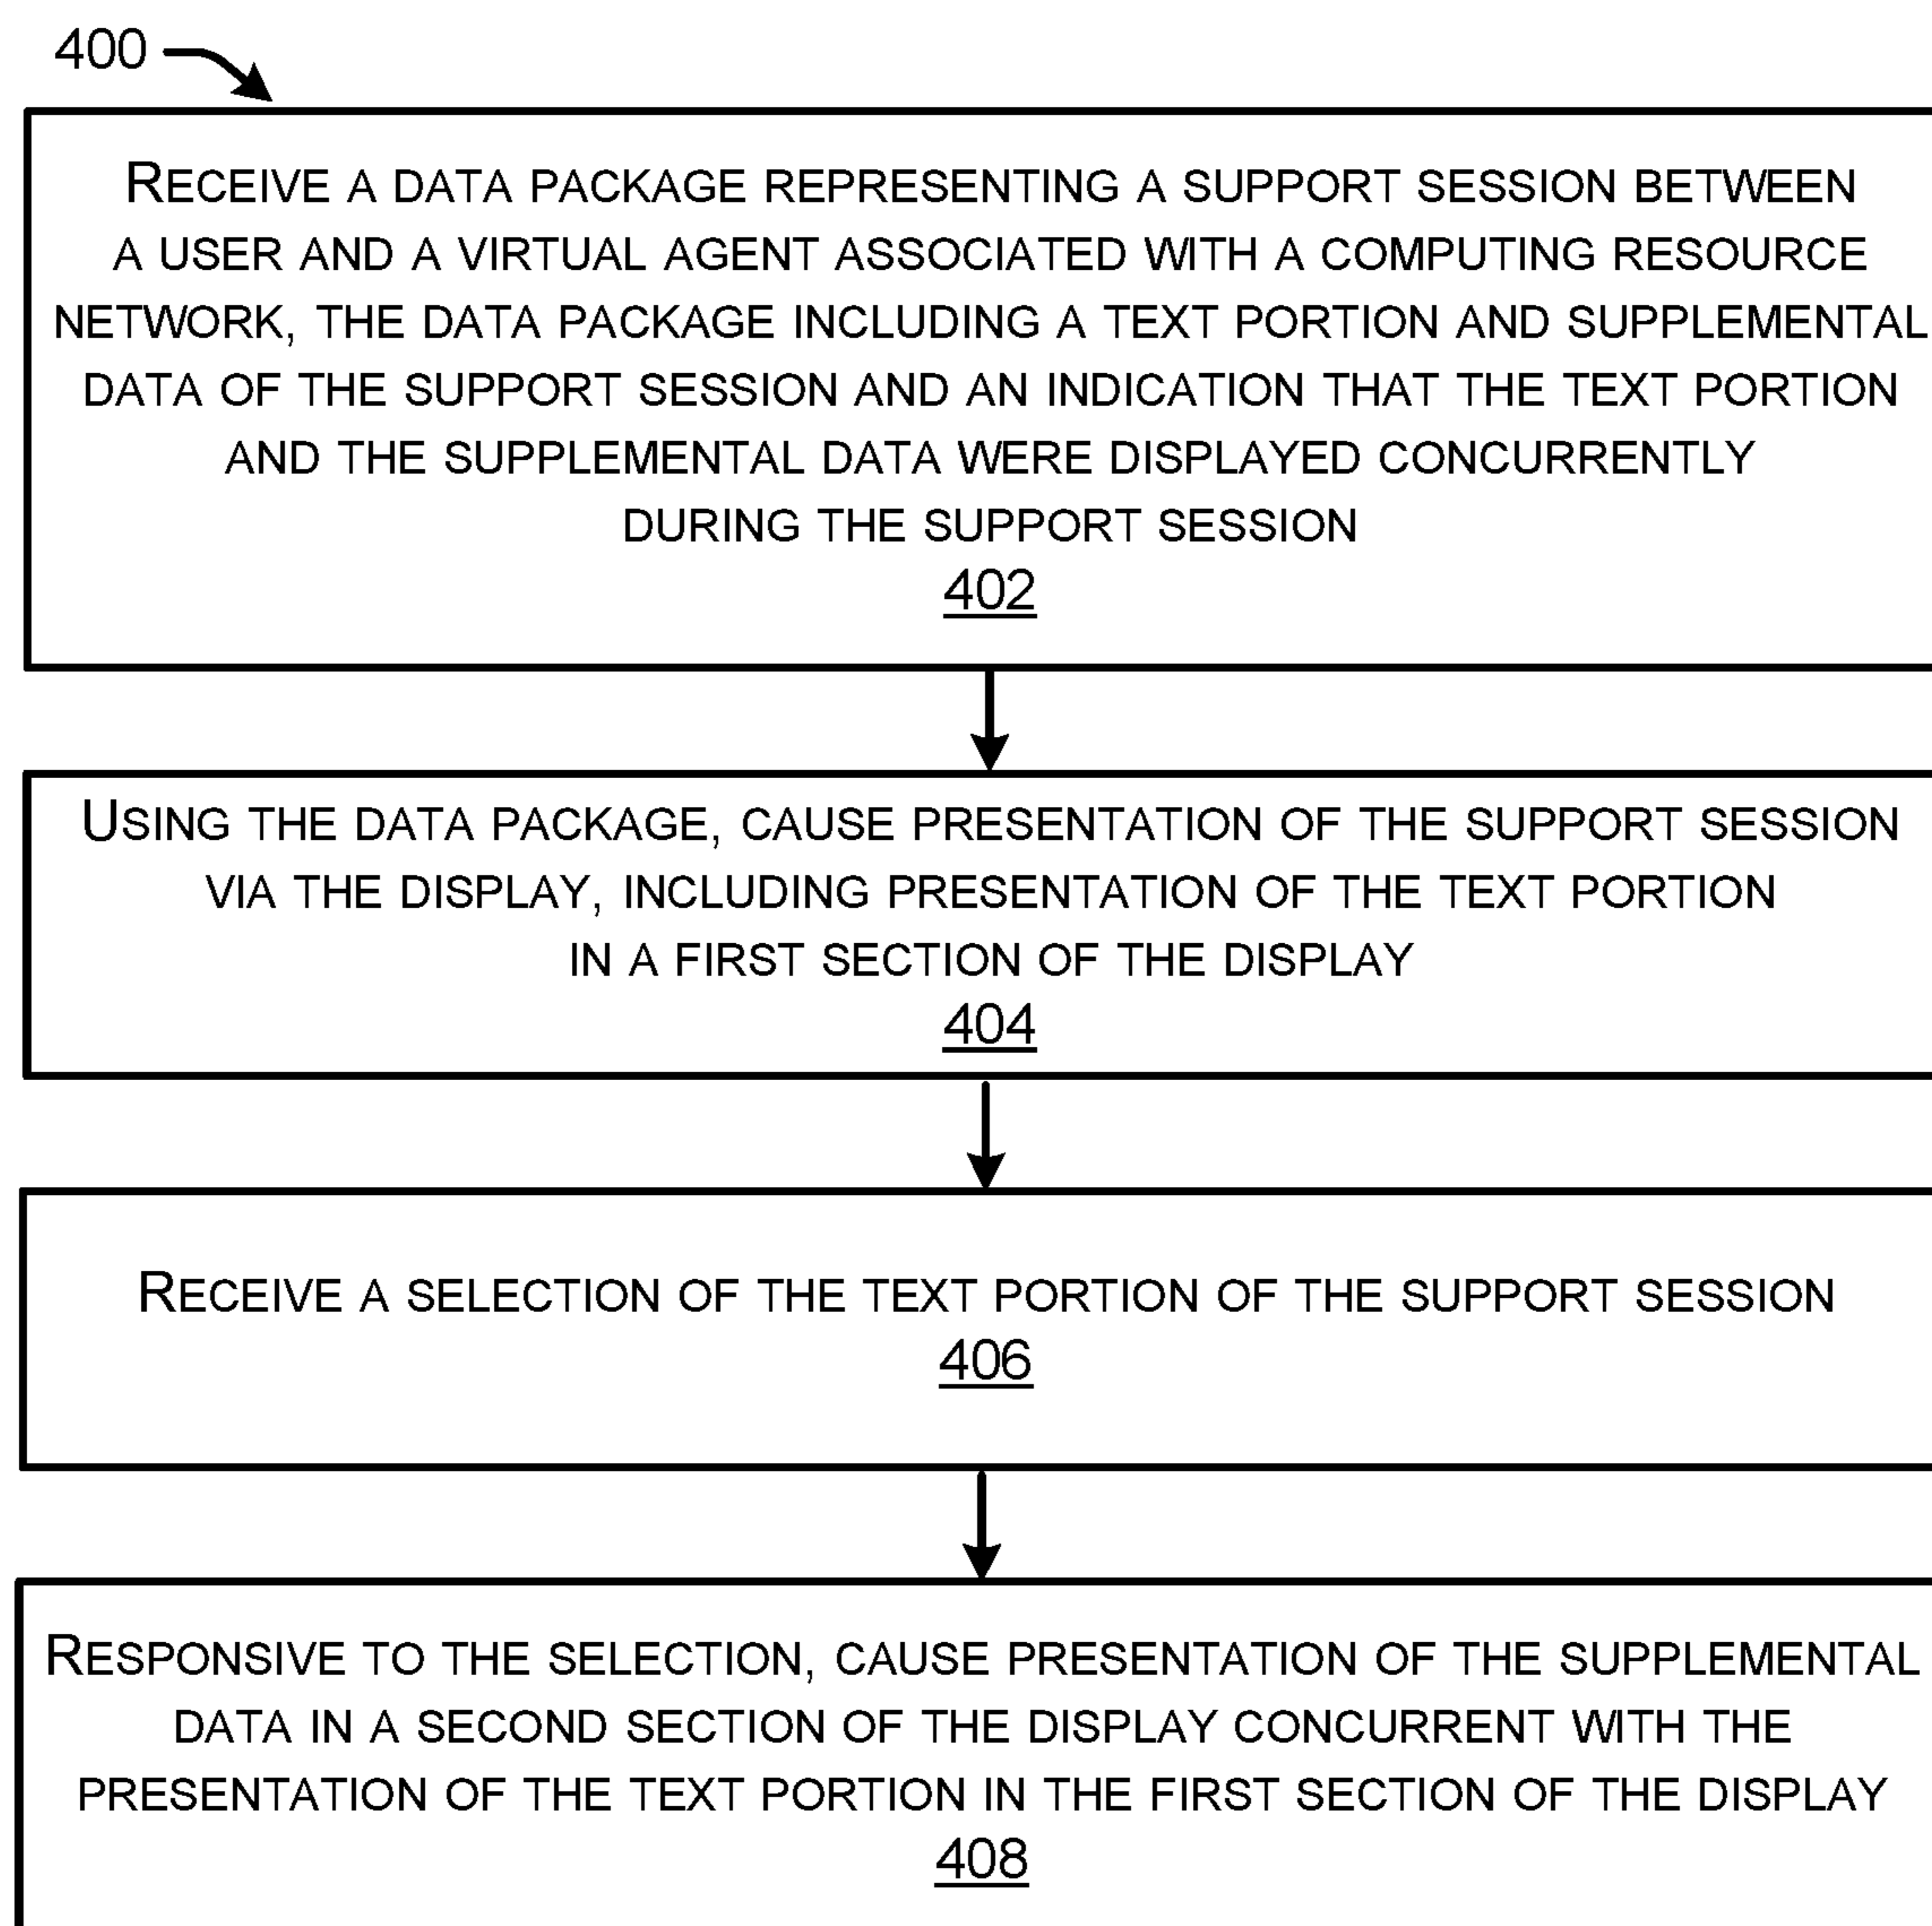 400
RECEIVE A DATA PACKAGE REPRESENTING A SUPPORT SESSION BETWEEN
A USER AND A VIRTUAL AGENT ASSOCIATED WITH A COMPUTING RESOURCE
NETWORK, THE DATA PACKAGE INCLUDING A TEXT PORTION AND SUPPLEMENTAL
DATA OF THE SUPPORT SESSION AND AN INDICATION THAT THE TEXT PORTION
AND THE SUPPLEMENTAL DATA WERE DISPLAYED CONCURRENTLY
DURING THE SUPPORT SESSION
402
USING THE DATA PACKAGE, CAUSE PRESENTATION OF THE SUPPORT SESSION
VIA THE DISPLAY, INCLUDING PRESENTATION OF THE TEXT PORTION
IN A FIRST SECTION OF THE DISPLAY
404
RECEIVE A SELECTION OF THE TEXT PORTION OF THE SUPPORT SESSION
406
RESPONSIVE TO THE SELECTION, CAUSE PRESENTATION OF THE SUPPLEMENTAL
DATA IN A SECOND SECTION OF THE DISPLAY CONCURRENT WITH THE
PRESENTATION OF THE TEXT PORTION IN THE FIRST SECTION OF THE DISPLAY
408